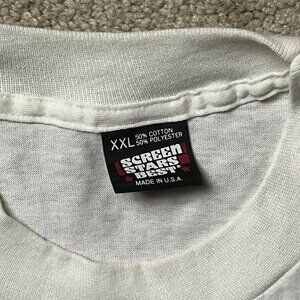 XXL 50% COTTON
50% POLYESTER
SCREEN
STARS
BEST®
MADE IN U.S.A.